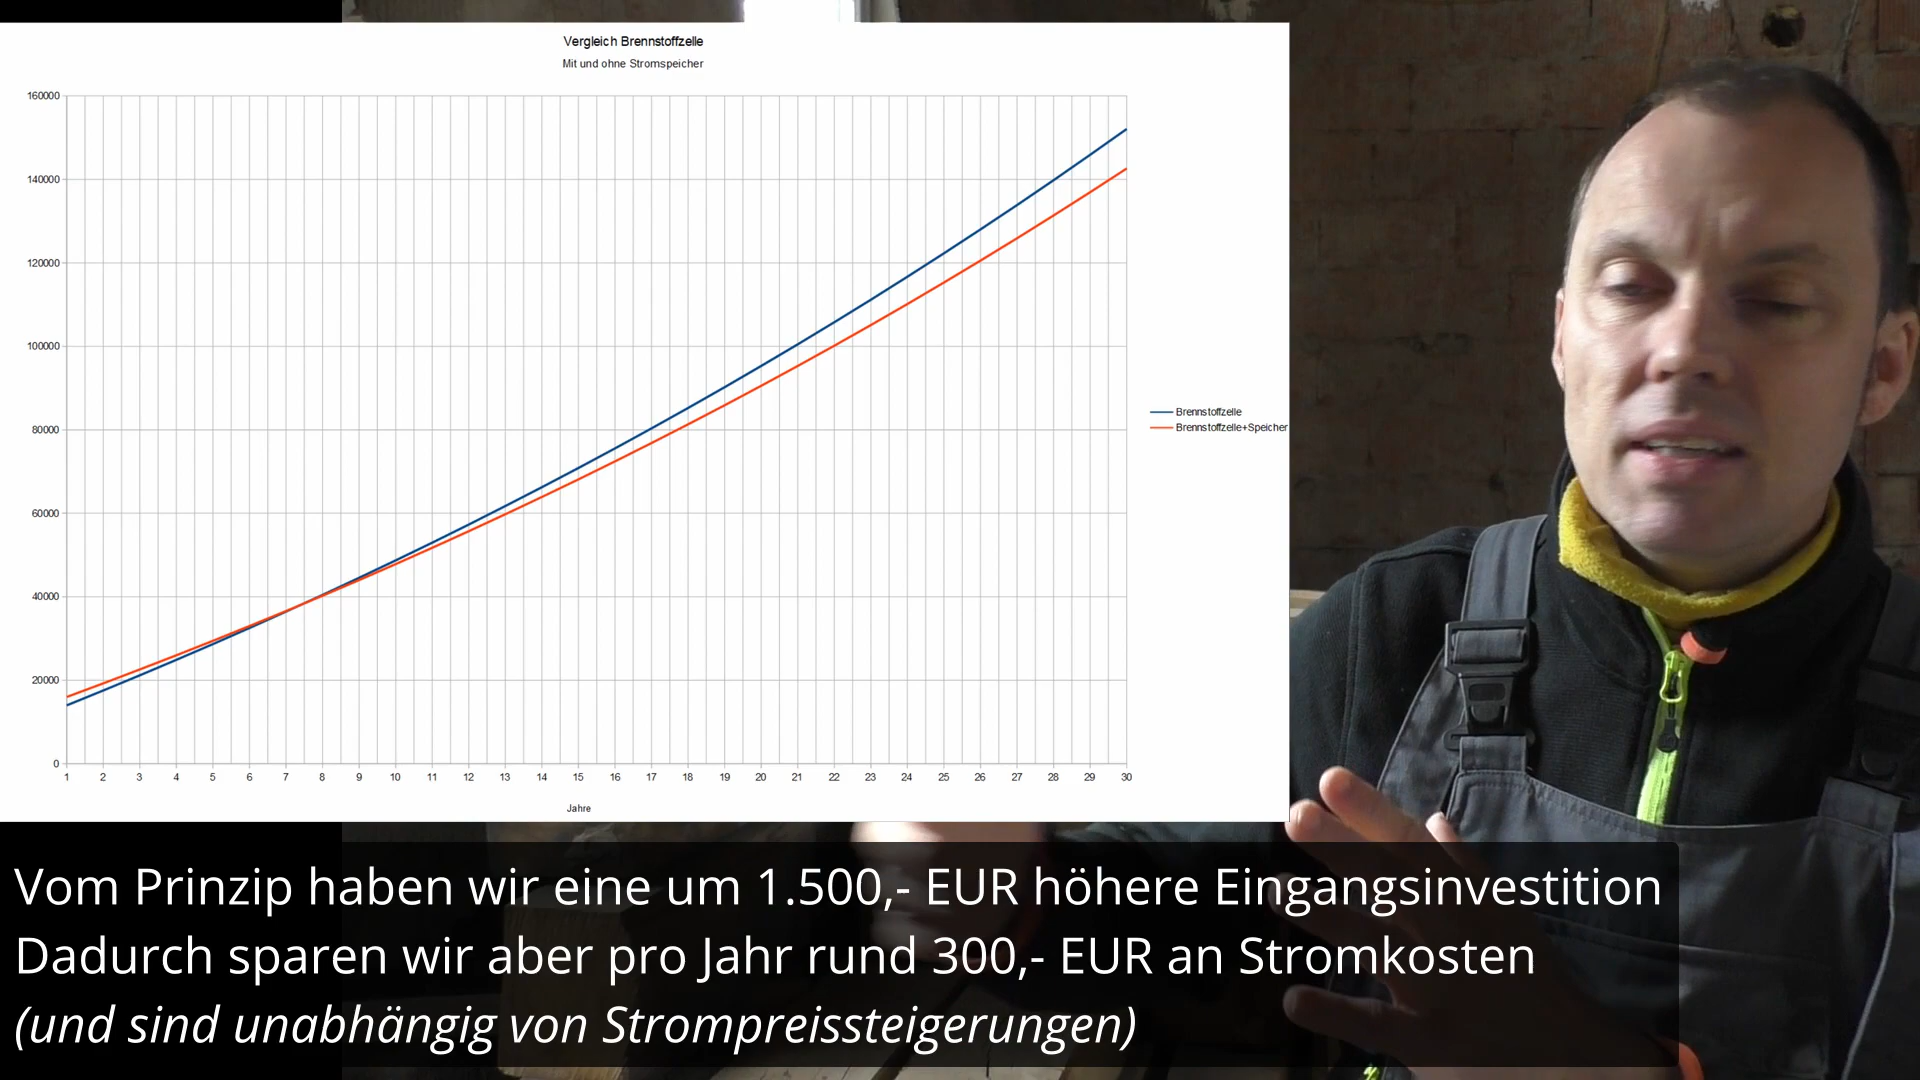 Vergleich Brennstoffzelle
Mit und ohne Stromspeicher
160000
140000
120000
100000
80000
60000
40000
20000
0
1 2 3 4 5 6 7 8 9 10 11 12 13 14 15 16 17 18 19 20 21 22 23 24 25 26 27 28 29 30
Jahre
Brennstoffzelle
Brennstoffzelle+Speicher
Vom Prinzip haben wir eine um 1.500,- EUR höhere Eingangsinvestition
Dadurch sparen wir aber pro Jahr rund 300,- EUR an Stromkosten
(und sind unabhängig von Strompreissteigerungen)